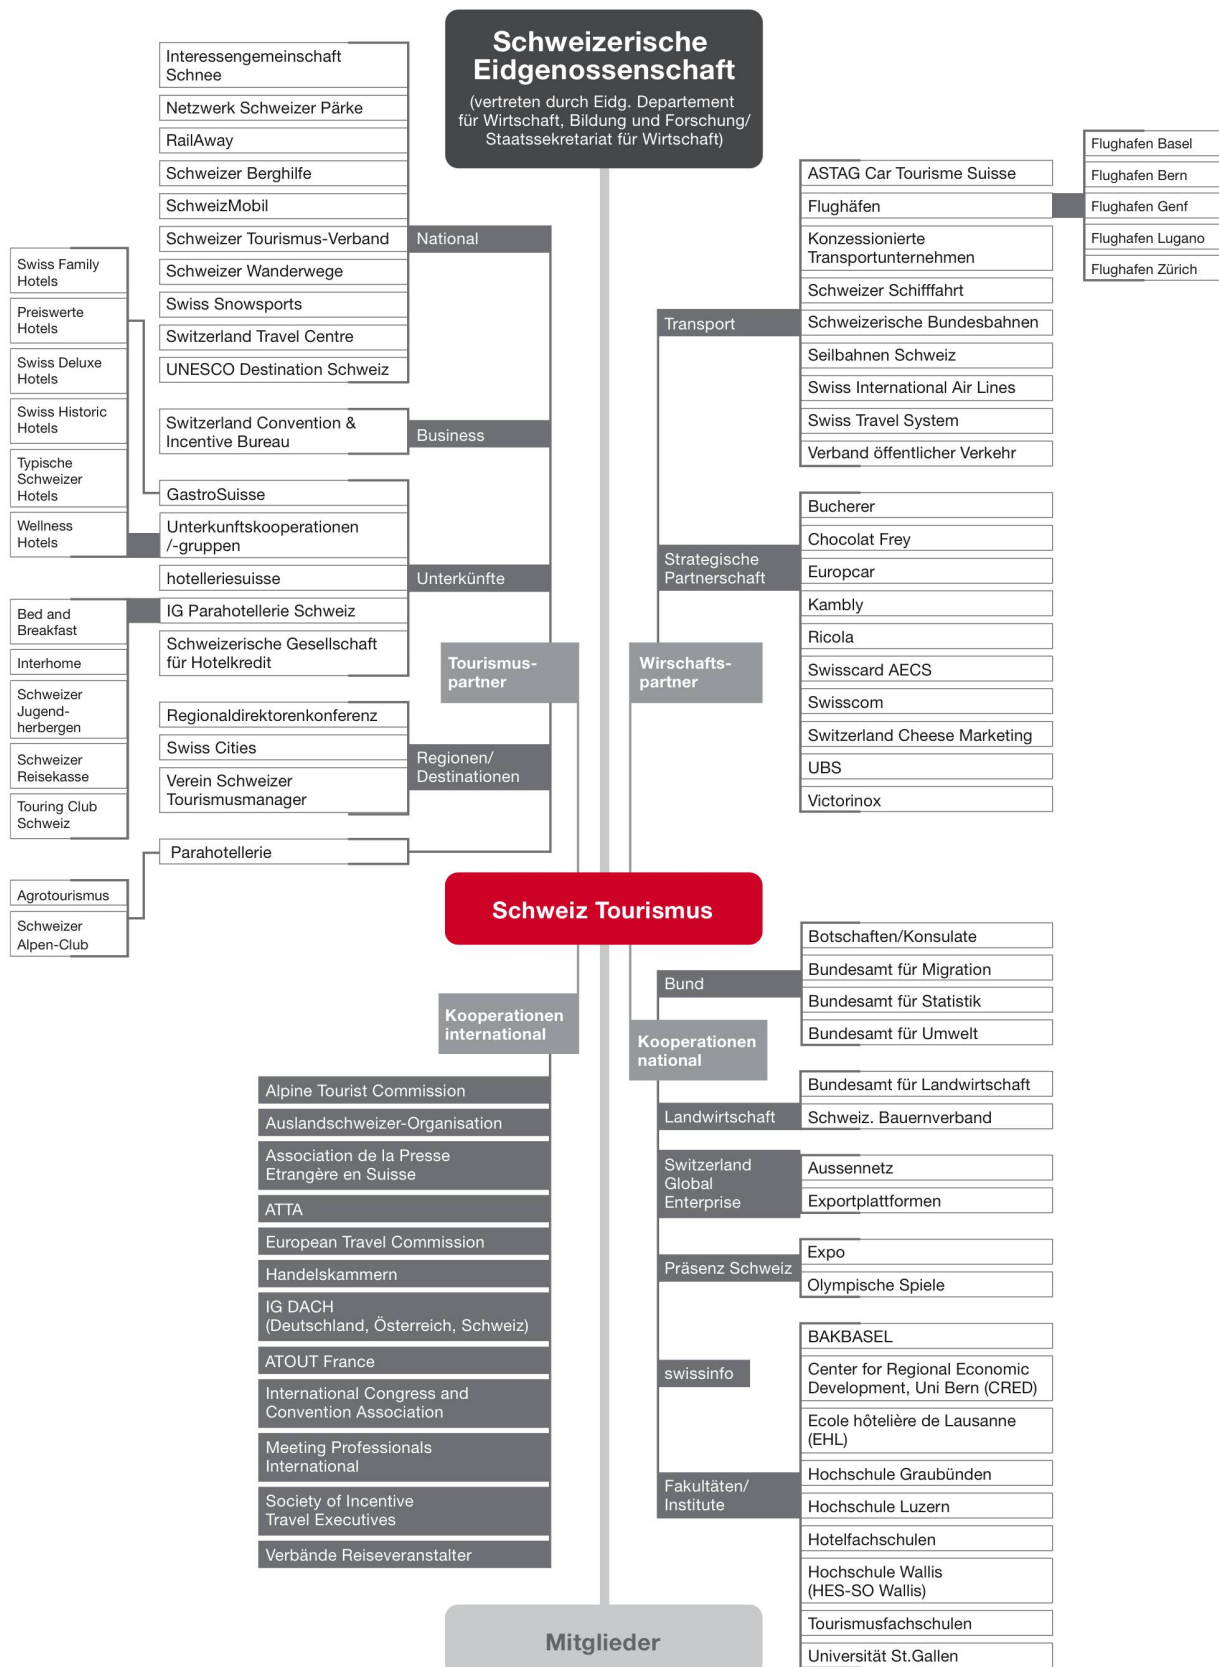 Schweizerische
Eidgenossenschaft
(vertreten durch Eidg. Departement
für Wirtschaft, Bildung und Forschung/
Staatssekretariat für Wirtschaft)
Interessengemeinschaft
Schnee
Netzwerk Schweizer Pärke
RailAway
Schweizer Berghilfe
SchweizMobil
Schweizer Tourismus-Verband
Schweizer Wanderwege
Swiss Snowsports
Switzerland Travel Centre
UNESCO Destination Schweiz
National
Switzerland Convention &
Incentive Bureau
Business
GastroSuisse
Unterkunftskooperationen
/-gruppen
hotelleriesuisse
IG Parahotellerie Schweiz
Schweizerische Gesellschaft
für Hotelkredit
Unterkünfte
Swiss Family
Hotels
Preiswerte
Hotels
Swiss Deluxe
Hotels
Swiss Historic
Hotels
Typische
Schweizer
Hotels
Wellness
Hotels
Bed and
Breakfast
Interhome
Schweizer
Jugend-
herbergen
Schweizer
Reisekasse
Touring Club
Schweiz
Agrotourismus
Schweizer
Alpen-Club
Regionaldirektorenkonferenz
Swiss Cities
Verein Schweizer
Tourismusmanager
Regionen/
Destinationen
Parahotellerie
Tourismus-
partner
Wirschafts-
partner
Transport
ASTAG Car Tourisme Suisse
Flughäfen
Konzessionierte
Transportunternehmen
Schweizer Schifffahrt
Schweizerische Bundesbahnen
Seilbahnen Schweiz
Swiss International Air Lines
Swiss Travel System
Verband öffentlicher Verkehr
Flughafen Basel
Flughafen Bern
Flughafen Genf
Flughafen Lugano
Flughafen Zürich
Strategische
Partnerschaft
Bucherer
Chocolat Frey
Europcar
Kambly
Ricola
Swisscard AECS
Swisscom
Switzerland Cheese Marketing
UBS
Victorinox
Schweiz Tourismus
Kooperationen
international
Alpine Tourist Commission
Auslandschweizer-Organisation
Association de la Presse
Etrangère en Suisse
ATTA
European Travel Commission
Handelskammern
IG DACH
(Deutschland, Österreich, Schweiz)
ATOUT France
International Congress and
Convention Association
Meeting Professionals
International
Society of Incentive
Travel Executives
Verbände Reiseveranstalter
Kooperationen
national
Bund
Botschaften/Konsulate
Bundesamt für Migration
Bundesamt für Statistik
Bundesamt für Umwelt
Landwirtschaft
Bundesamt für Landwirtschaft
Schweiz. Bauernverband
Switzerland
Global
Enterprise
Aussennetz
Exportplattformen
Präsenz Schweiz
Expo
Olympische Spiele
swissinfo
Fakultäten/
Institute
BAKBASEL
Center for Regional Economic
Development, Uni Bern (CRED)
Ecole hôtelière de Lausanne
(EHL)
Hochschule Graubünden
Hochschule Luzern
Hotelfachschulen
Hochschule Wallis
(HES-SO Wallis)
Tourismusfachschulen
Universität St.Gallen
Mitglieder